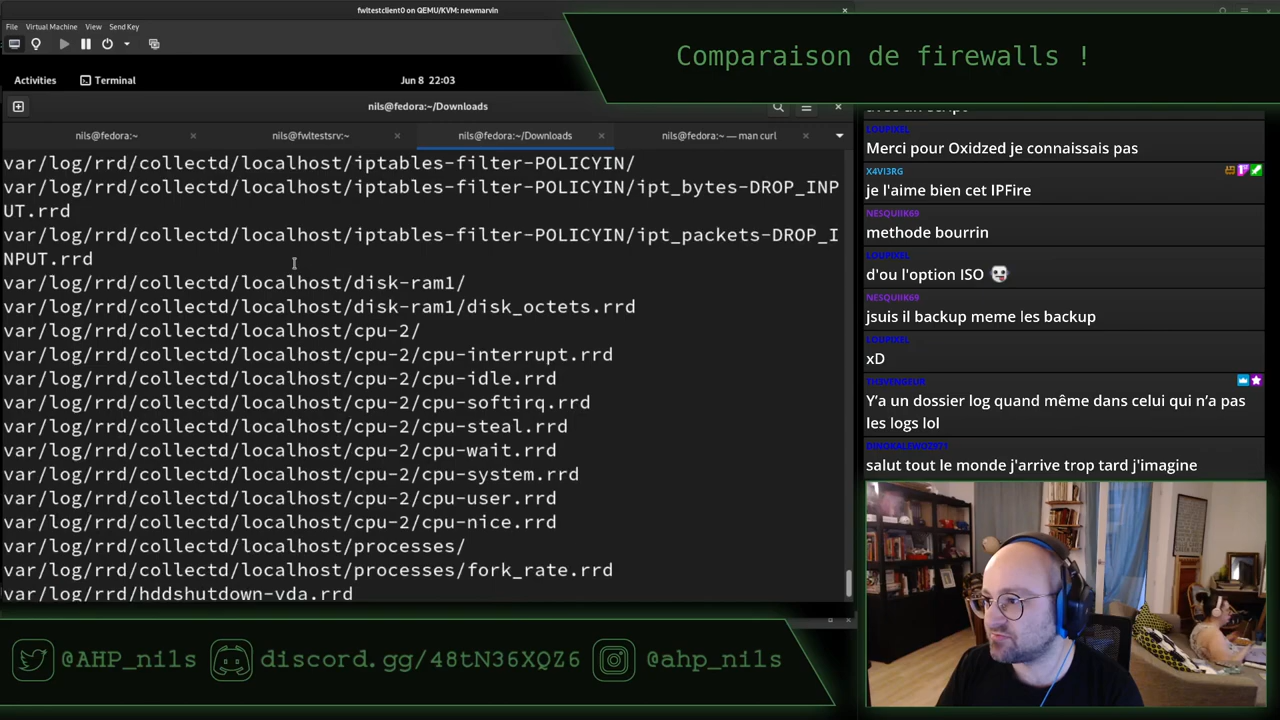 fwltestclient0 on QEMU/KVM: newmarvin
File Virtual Machine View Send Key
Activities Terminal Jun 8 22:03
nils@fedora:~/Downloads
nils@fedora:~ nils@fwltestsrv:~ nils@fedora:~/Downloads nils@fedora:~ — man curl
var/log/rrd/collectd/localhost/iptables-filter-POLICYIN/
var/log/rrd/collectd/localhost/iptables-filter-POLICYIN/ipt_bytes-DROP_INP
UT.rrd
var/log/rrd/collectd/localhost/iptables-filter-POLICYIN/ipt_packets-DROP_I
NPUT.rrd
var/log/rrd/collectd/localhost/disk-ram1/
var/log/rrd/collectd/localhost/disk-ram1/disk_octets.rrd
var/log/rrd/collectd/localhost/cpu-2/
var/log/rrd/collectd/localhost/cpu-2/cpu-interrupt.rrd
var/log/rrd/collectd/localhost/cpu-2/cpu-idle.rrd
var/log/rrd/collectd/localhost/cpu-2/cpu-softirq.rrd
var/log/rrd/collectd/localhost/cpu-2/cpu-steal.rrd
var/log/rrd/collectd/localhost/cpu-2/cpu-wait.rrd
var/log/rrd/collectd/localhost/cpu-2/cpu-system.rrd
var/log/rrd/collectd/localhost/cpu-2/cpu-user.rrd
var/log/rrd/collectd/localhost/cpu-2/cpu-nice.rrd
var/log/rrd/collectd/localhost/processes/
var/log/rrd/collectd/localhost/processes/fork_rate.rrd
var/log/rrd/hddshutdown-vda.rrd
Comparaison de firewalls !
LOUPIXEL
Merci pour Oxidzed je connaissais pas
X4VI3RG
je l'aime bien cet IPFire
NESQUIIK69
methode bourrin
LOUPIXEL
d'ou l'option ISO
NESQUIIK69
jsuis il backup meme les backup
LOUPIXEL
xD
TH3VENGEUR
Y'a un dossier log quand même dans celui qui n'a pas
les logs lol
salut tout le monde j'arrive trop tard j'imagine
@AHP_nils discord.gg/48tN36XQZ6 @ahp_nils